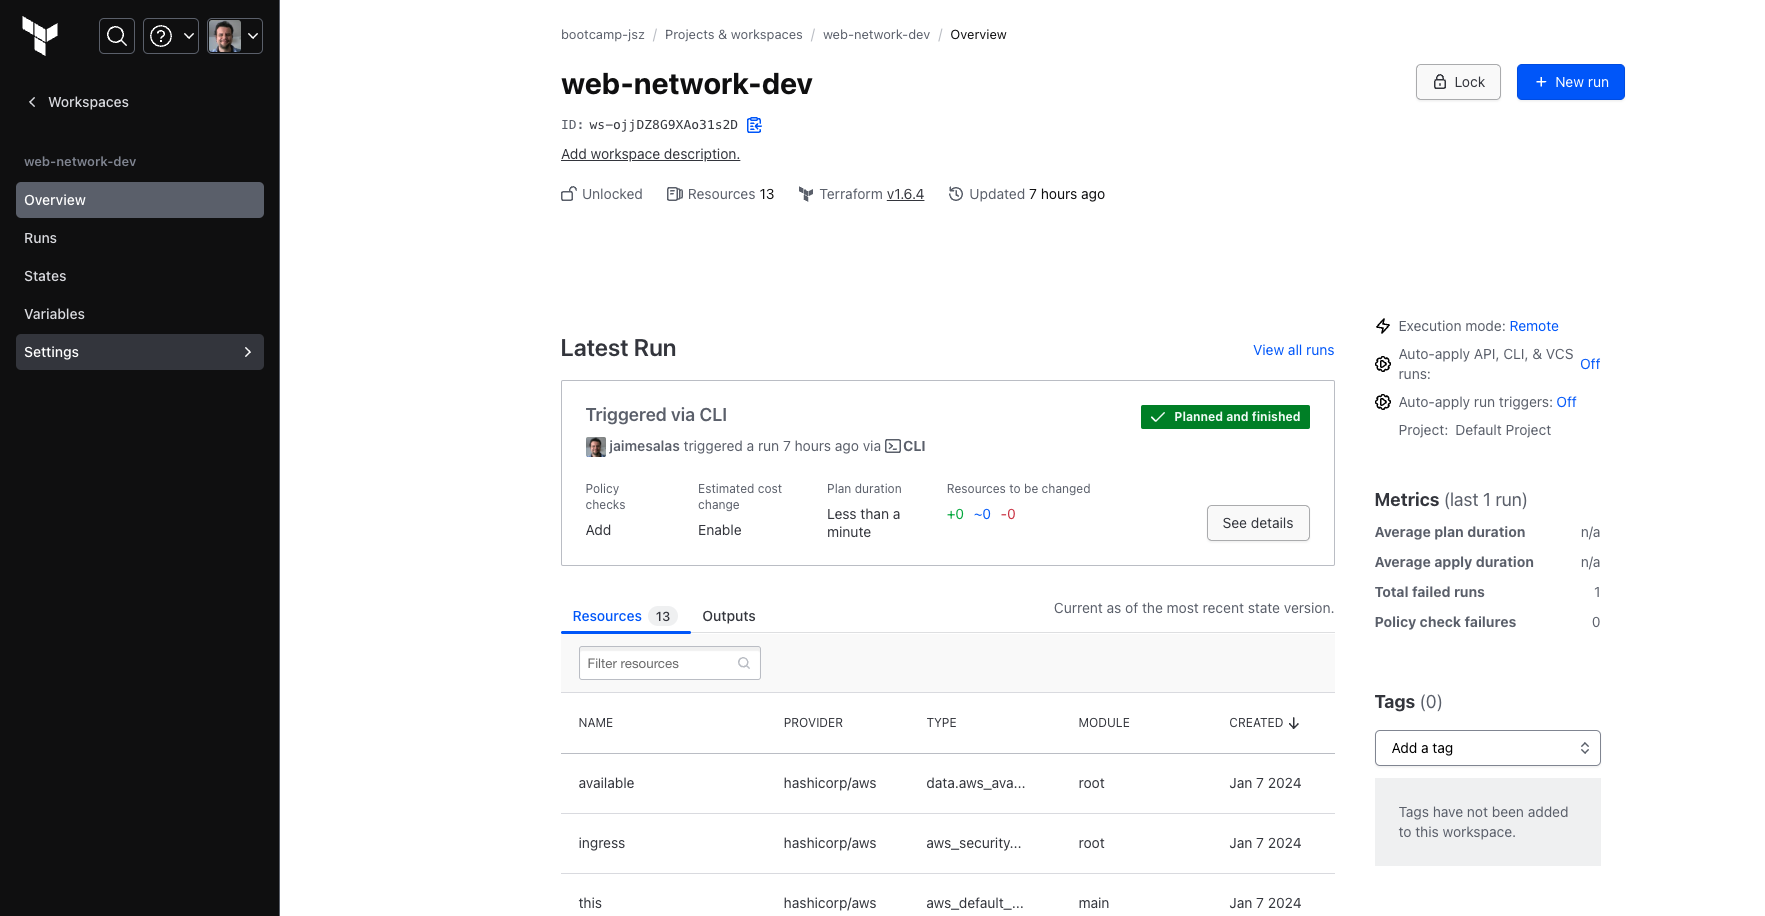 Workspaces
web-network-dev
Overview
Runs
States
Variables
Settings
bootcamp-jsz / Projects & workspaces / web-network-dev / Overview
web-network-dev
Lock
New run
ID: ws-ojjDZ8G9XAo31s2D
Add workspace description.
Unlocked Resources 13 Terraform v1.6.4 Updated 7 hours ago
Latest Run
View all runs
Triggered via CLI
Planned and finished
jaimesalas triggered a run 7 hours ago via CLI
Policy checks
Add
Estimated cost change
Enable
Plan duration
Less than a minute
Resources to be changed
+0 ~0 -0
See details
Resources 13 Outputs
Current as of the most recent state version.
Filter resources
NAME PROVIDER TYPE MODULE CREATED
available hashicorp/aws data.aws_ava... root Jan 7 2024
ingress hashicorp/aws aws_security... root Jan 7 2024
this hashicorp/aws aws_default_... main Jan 7 2024
Execution mode: Remote
Auto-apply API, CLI, & VCS runs: Off
Auto-apply run triggers: Off
Project: Default Project
Metrics (last 1 run)
Average plan duration n/a
Average apply duration n/a
Total failed runs 1
Policy check failures 0
Tags (0)
Add a tag
Tags have not been added
to this workspace.